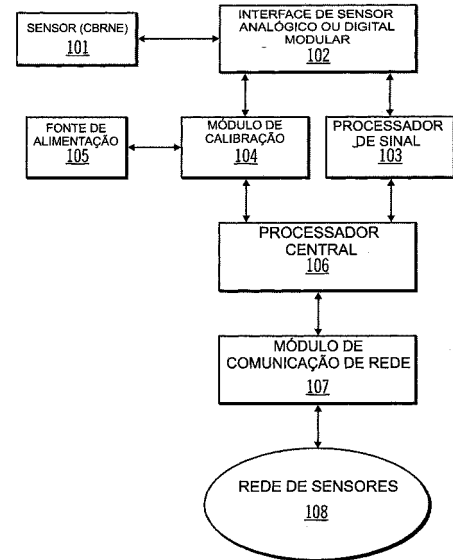 SENSOR (CBRNE)
101
INTERFACE DE SENSOR
ANALÓGICO OU DIGITAL
MODULAR
102
FONTE DE
ALIMENTAÇÃO
105
MÓDULO DE
CALIBRAÇÃO
104
PROCESSADOR
DE SINAL
103
PROCESSADOR
CENTRAL
106
MÓDULO DE
COMUNICAÇÃO DE REDE
107
REDE DE SENSORES
108